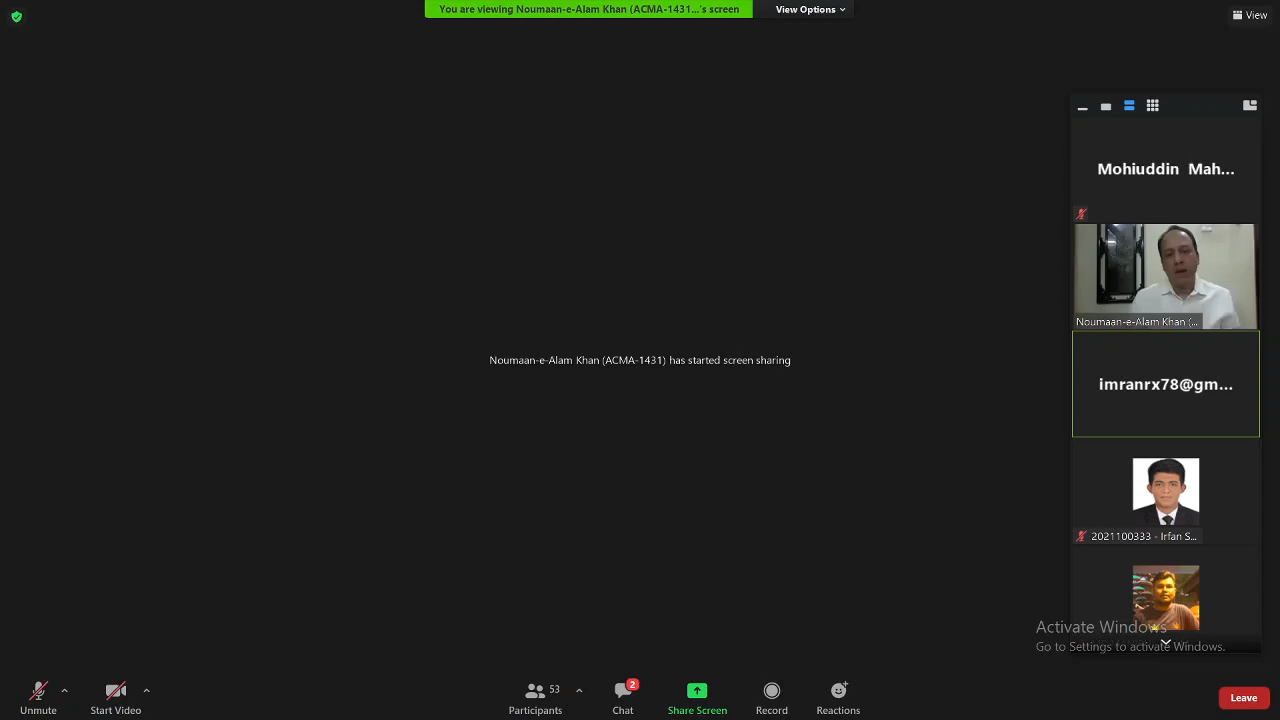 You are viewing Noumaan-e-Alam Khan (ACMA-1431...'s screen
View Options
View
Mohiuddin Mah...
Noumaan-e-Alam Khan (...
Noumaan-e-Alam Khan (ACMA-1431) has started screen sharing
imranrx78@gm...
2021100333 - Irfan S...
Activate Windows
Go to Settings to activate Windows.
Unmute
Start Video
53
Participants
2
Chat
Share Screen
Record
Reactions
Leave